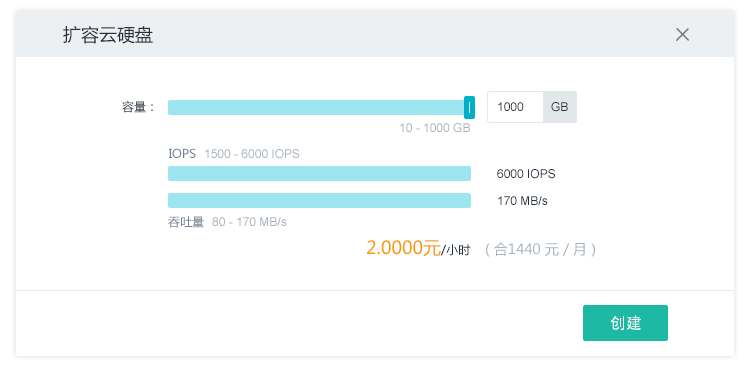 扩容云硬盘
容量： 1000 GB
10 - 1000 GB
IOPS 1500 - 6000 IOPS
6000 IOPS
170 MB/s
吞吐量 80 - 170 MB/s
2.0000元/小时 ( 合1440 元 / 月 )
创建